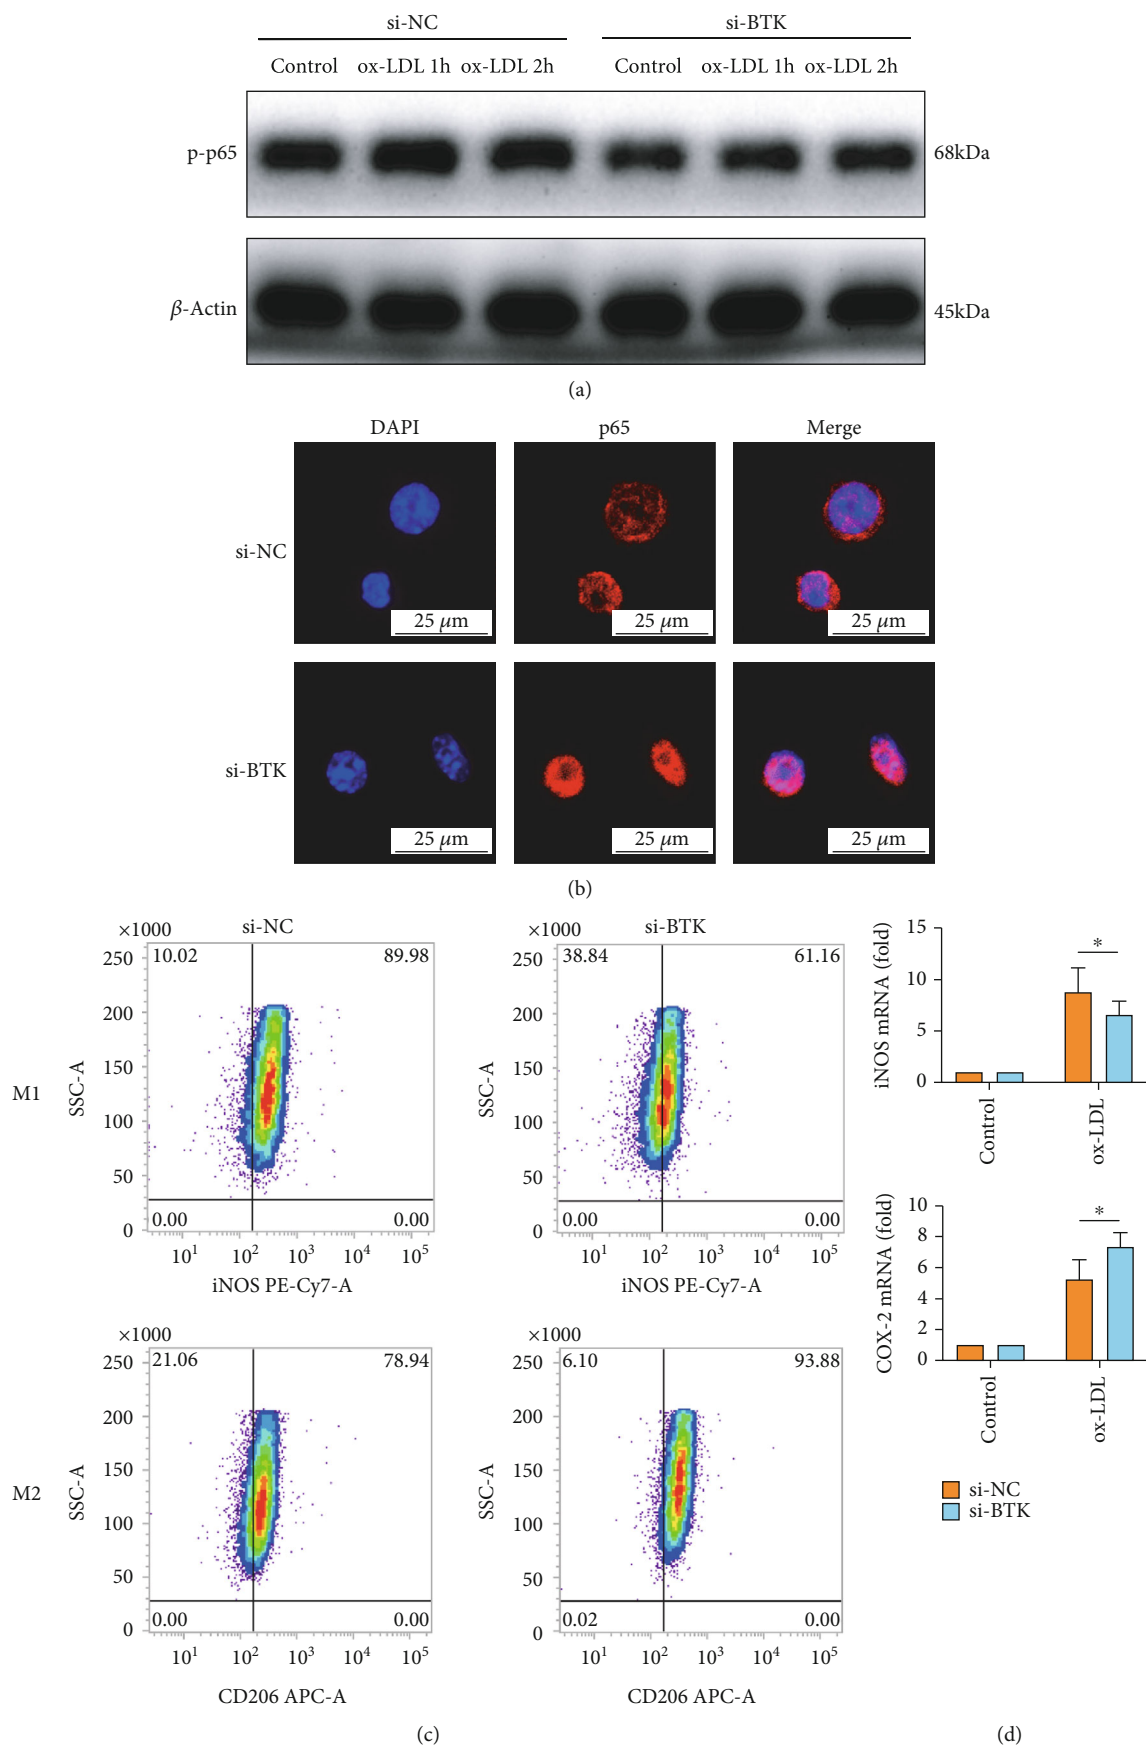 si-NC si-BTK
Control ox-LDL 1h ox-LDL 2h Control ox-LDL 1h ox-LDL 2h
p-p65 68kDa
β-Actin 45kDa
(a)
DAPI p65 Merge
si-NC
25 μm 25 μm 25 μm
si-BTK
25 μm 25 μm 25 μm
(b)
si-NC si-BTK
×1000 ×1000
M1
10.02 89.98
0.00 0.00
250
200
150
100
50
0
SSC-A
10¹ 10² 10³ 10⁴ 10⁵
iNOS PE-Cy7-A
38.84 61.16
0.00 0.00
250
200
150
100
50
0
SSC-A
10¹ 10² 10³ 10⁴ 10⁵
iNOS PE-Cy7-A
M2
×1000
21.06 78.94
0.00 0.00
250
200
150
100
50
0
SSC-A
10¹ 10² 10³ 10⁴ 10⁵
CD206 APC-A
×1000
6.10 93.88
0.02 0.00
250
200
150
100
50
0
SSC-A
10¹ 10² 10³ 10⁴ 10⁵
CD206 APC-A
(c)
iNOS mRNA (fold)
15
10
5
0
*
Control ox-LDL
COX-2 mRNA (fold)
10
8
6
4
2
0
*
Control ox-LDL
si-NC
si-BTK
(d)